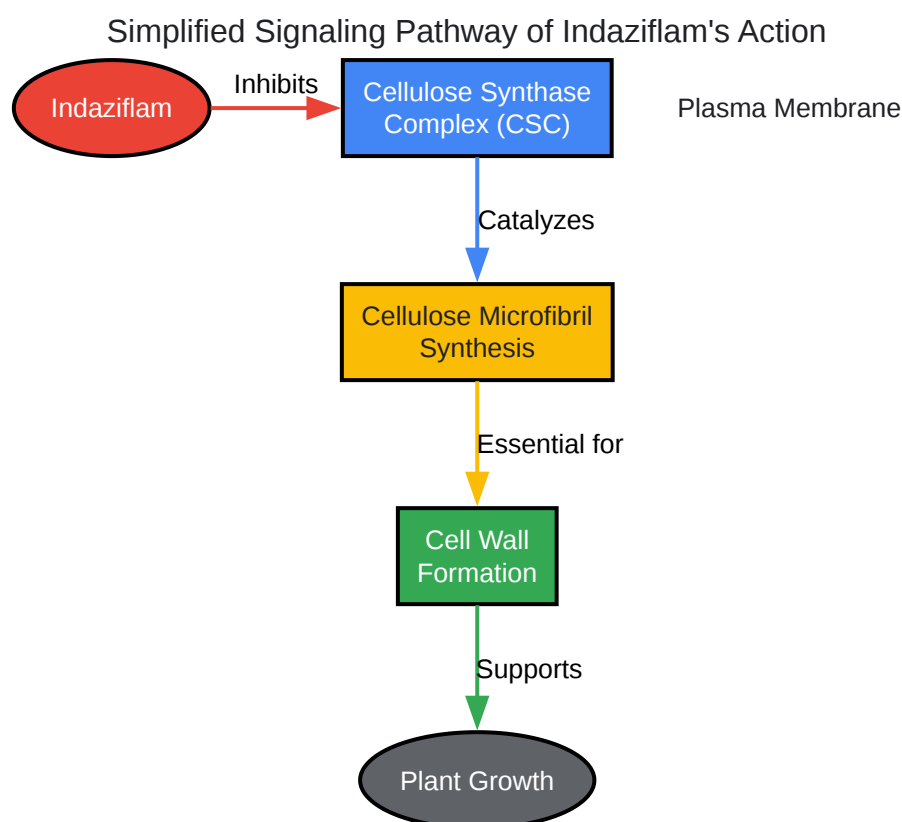 Simplified Signaling Pathway of Indaziflam's Action
Indaziflam
Inhibits
Cellulose Synthase
Complex (CSC)
Plasma Membrane
Catalyzes
Cellulose Microfibril
Synthesis
Essential for
Cell Wall
Formation
Supports
Plant Growth